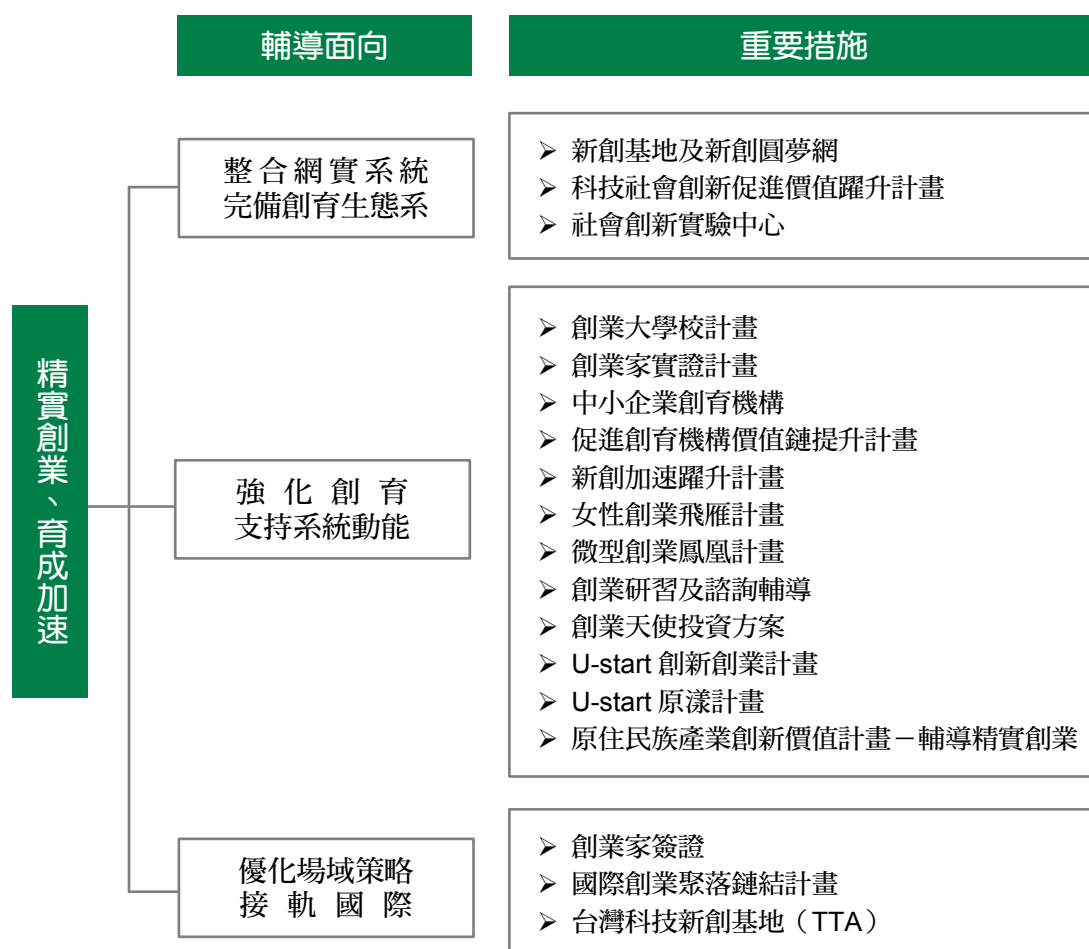 輔導面向
重要措施
精實創業、育成加速
整合網實系統
完備創育生態系
➢ 新創基地及新創圓夢網
➢ 科技社會創新促進價值躍升計畫
➢ 社會創新實驗中心
強化創育
支持系統動能
➢ 創業大學校計畫
➢ 創業家實證計畫
➢ 中小企業創育機構
➢ 促進創育機構價值鏈提升計畫
➢ 新創加速躍升計畫
➢ 女性創業飛雁計畫
➢ 微型創業鳳凰計畫
➢ 創業研習及諮詢輔導
➢ 創業天使投資方案
➢ U-start 創新創業計畫
➢ U-start 原漾計畫
➢ 原住民族產業創新價值計畫－輔導精實創業
優化場域策略
接軌國際
➢ 創業家簽證
➢ 國際創業聚落鏈結計畫
➢ 台灣科技新創基地（TTA）